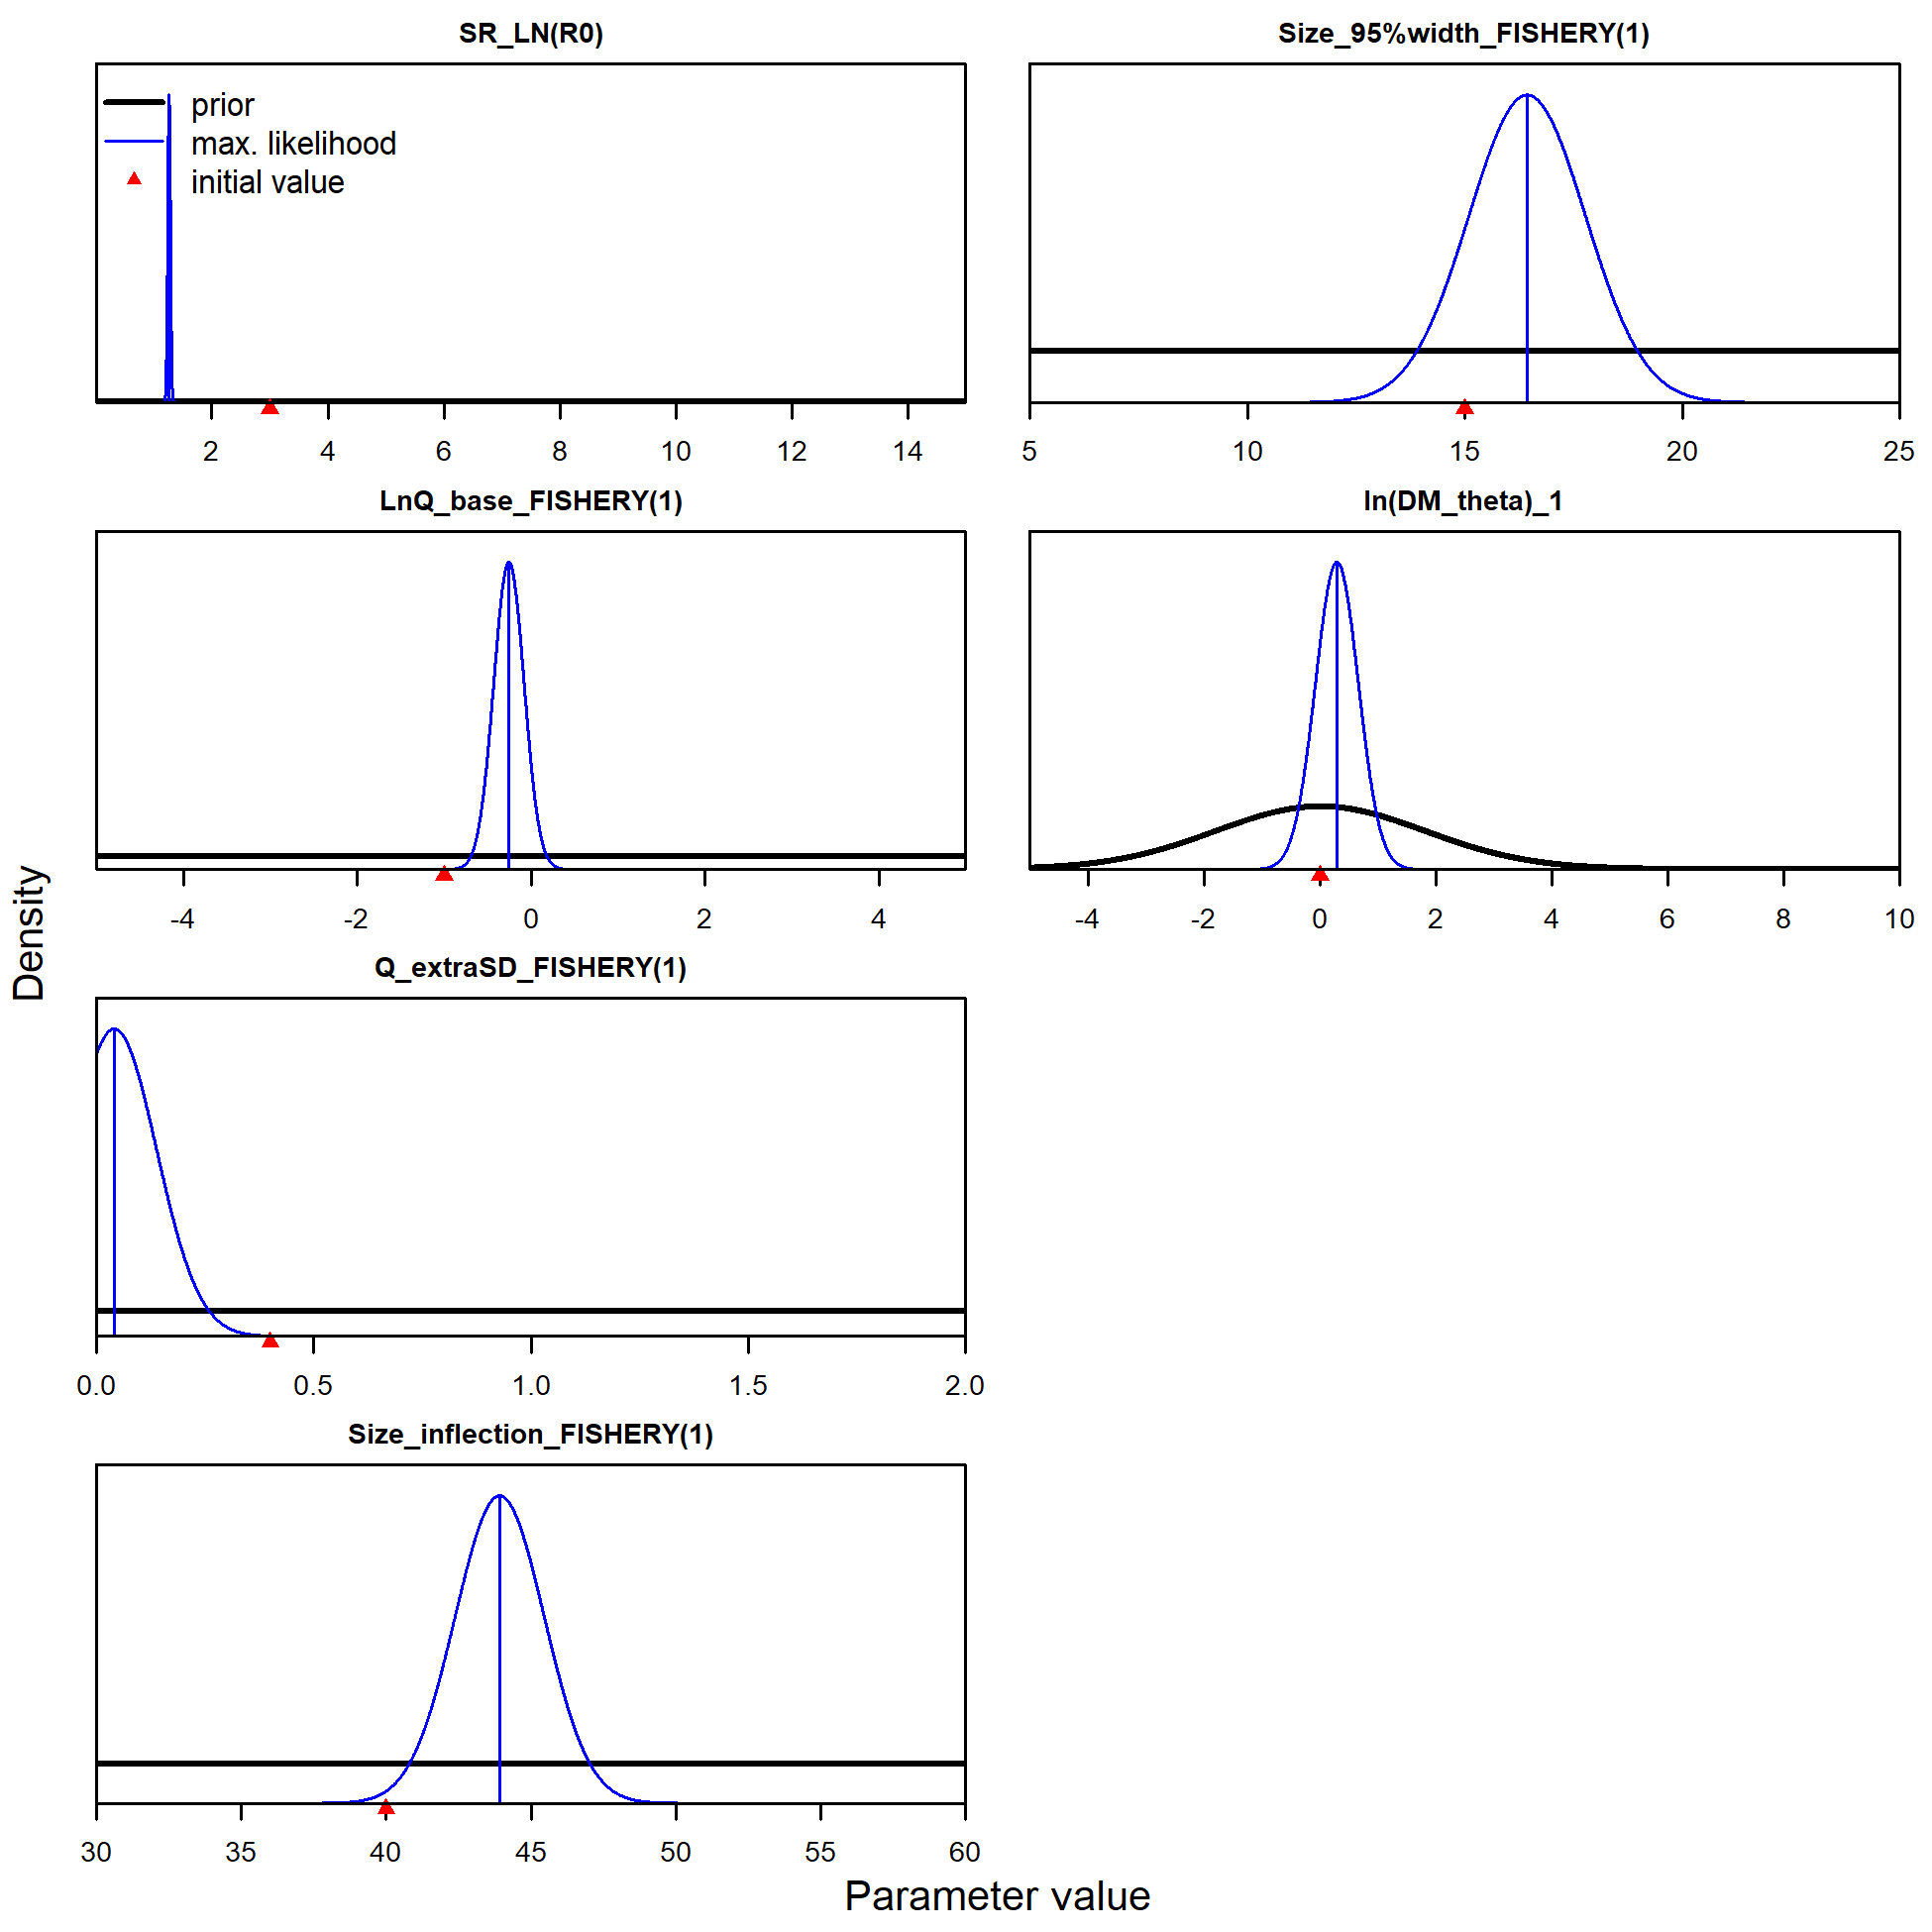 SR_LN(R0)
prior
max. likelihood
initial value
2 4 6 8 10 12 14
Size_95%width_FISHERY(1)
5 10 15 20 25
LnQ_base_FISHERY(1)
-4 -2 0 2 4
ln(DM_theta)_1
-4 -2 0 2 4 6 8 10
Q_extraSD_FISHERY(1)
0.0 0.5 1.0 1.5 2.0
Size_inflection_FISHERY(1)
30 35 40 45 50 55 60
Density
Parameter value